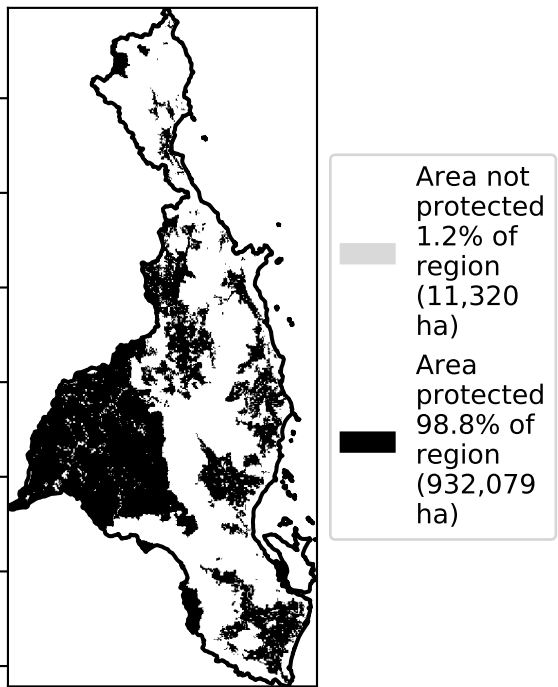 Area not
protected
1.2% of
region
(11,320
ha)
Area
protected
98.8% of
region
(932,079
ha)